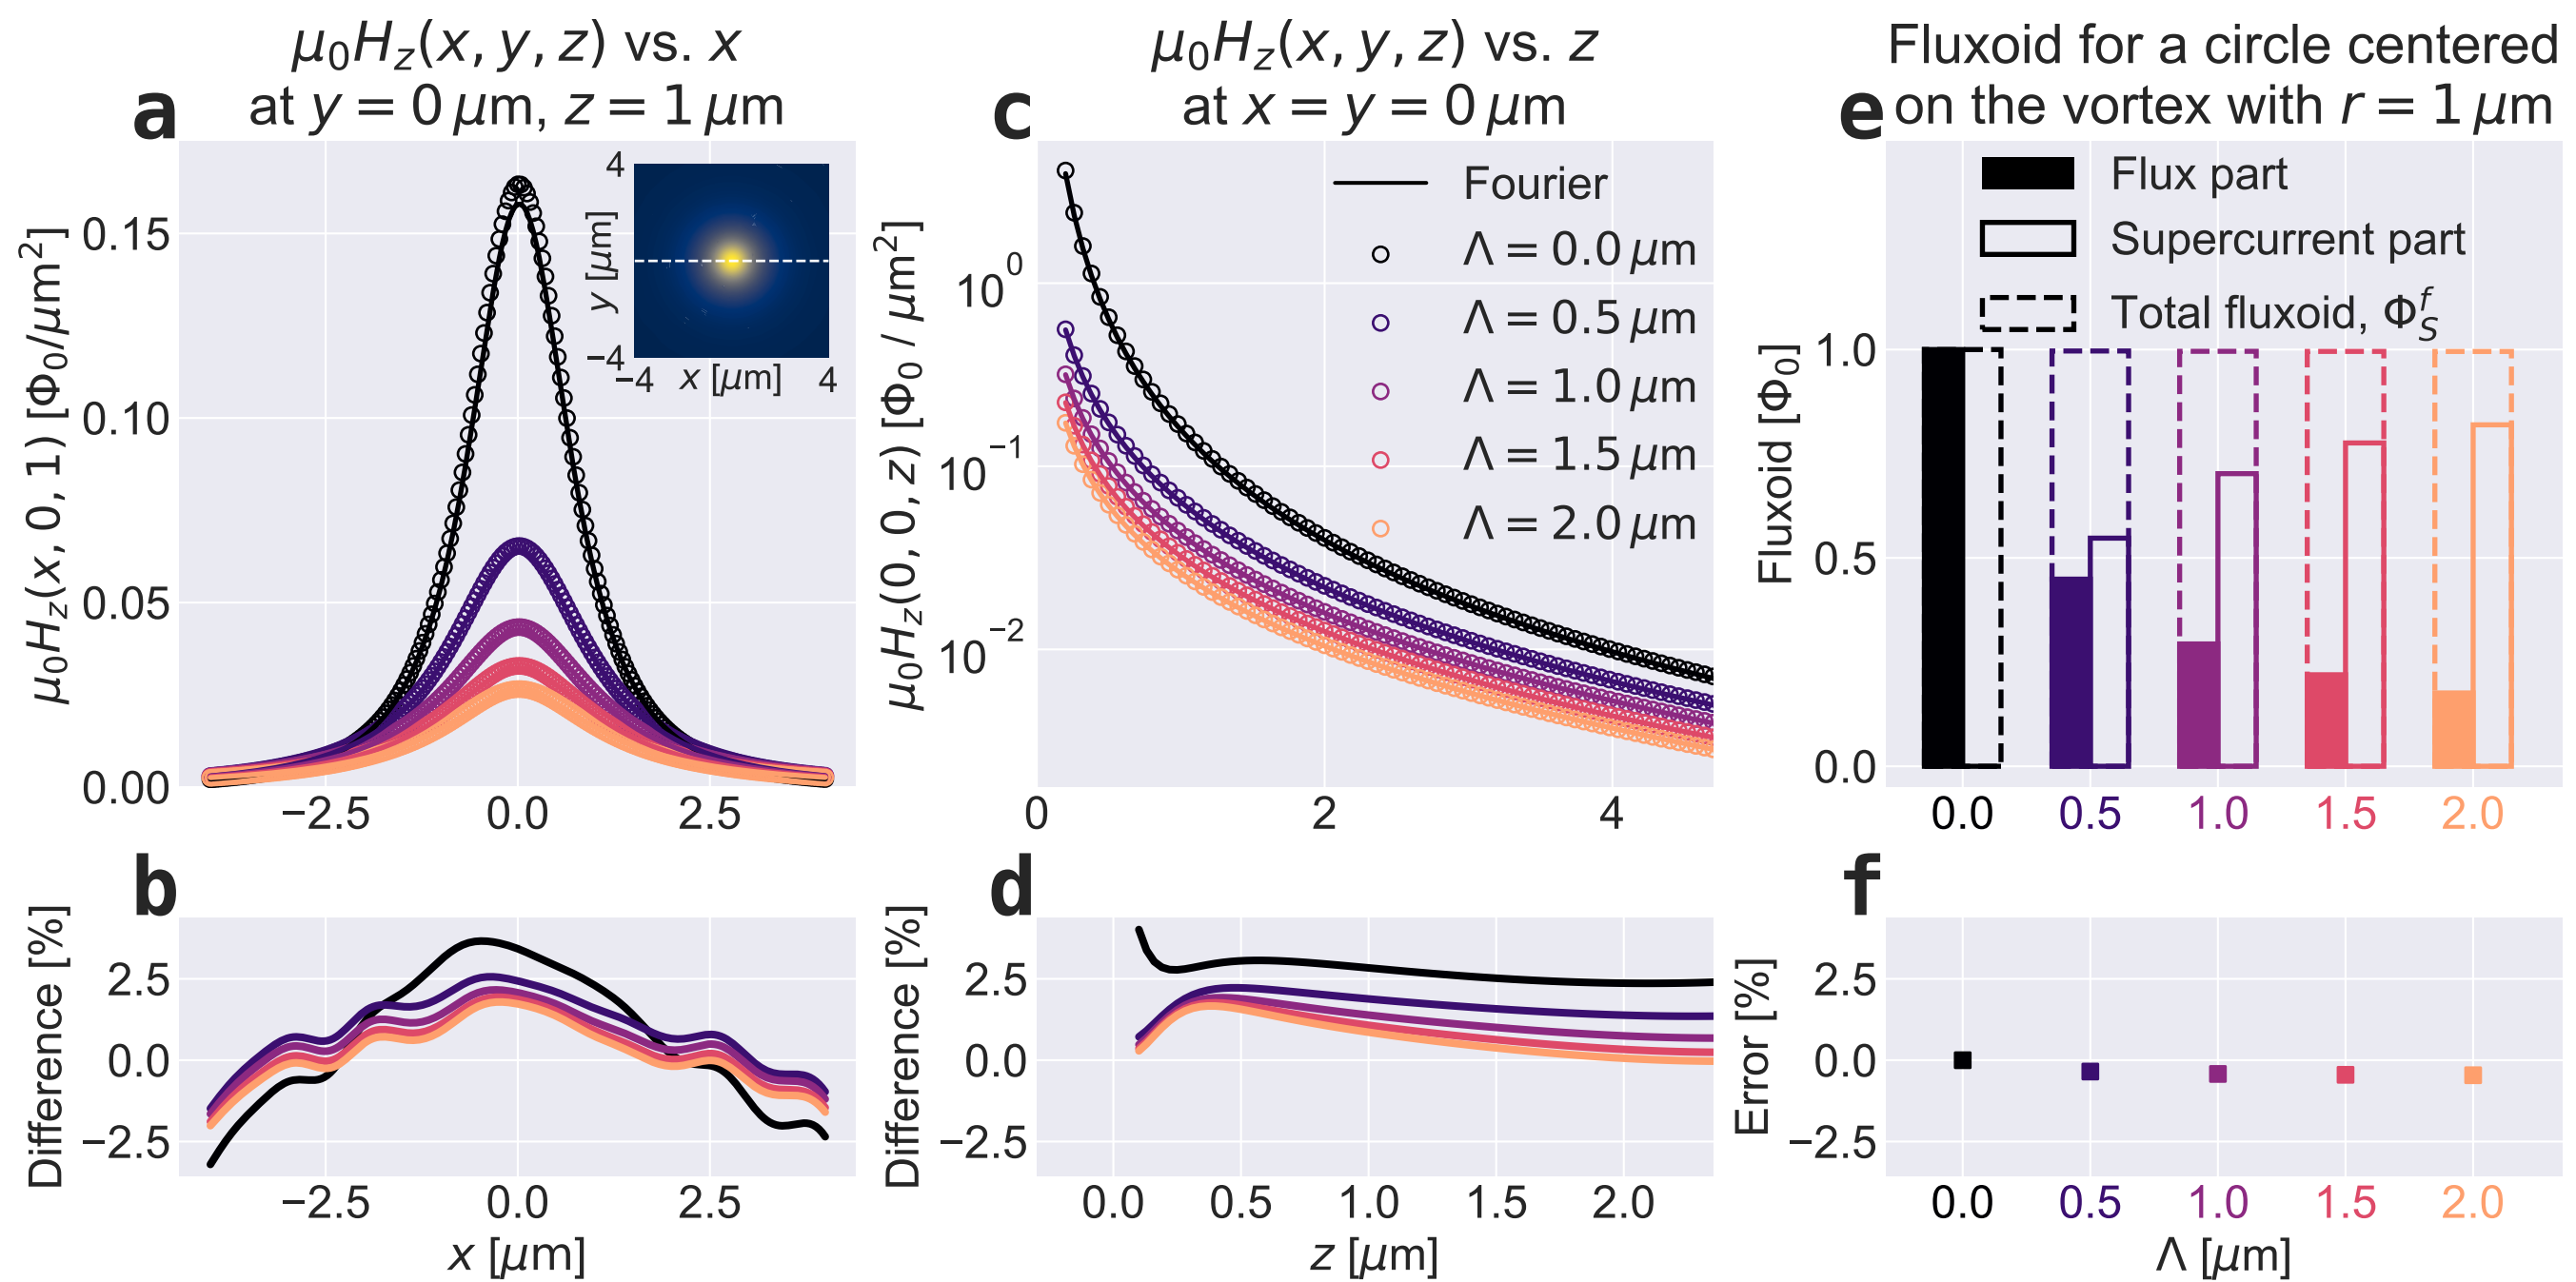 μ₀H_z(x, y, z) vs. x
at y = 0 μm, z = 1 μm
a
μ₀H_z(x, 0, 1) [Φ₀/μm²]
0.15
0.10
0.05
0.00
−2.5 0.0 2.5
4
−4
y [μm]
−4 x [μm] 4
b
Difference [%]
2.5
0.0
−2.5
−2.5 0.0 2.5
x [μm]
μ₀H_z(x, y, z) vs. z
at x = y = 0 μm
c
μ₀H_z(0, 0, z) [Φ₀ / μm²]
10⁰
10⁻¹
10⁻²
0 2 4
Fourier
Λ = 0.0 μm
Λ = 0.5 μm
Λ = 1.0 μm
Λ = 1.5 μm
Λ = 2.0 μm
d
Difference [%]
2.5
0.0
−2.5
0.0 0.5 1.0 1.5 2.0
z [μm]
Fluxoid for a circle centered
on the vortex with r = 1 μm
e
Flux part
Supercurrent part
Total fluxoid, Φ_S^f
Fluxoid [Φ₀]
1.0
0.5
0.0
0.0 0.5 1.0 1.5 2.0
f
Error [%]
2.5
0.0
−2.5
0.0 0.5 1.0 1.5 2.0
Λ [μm]